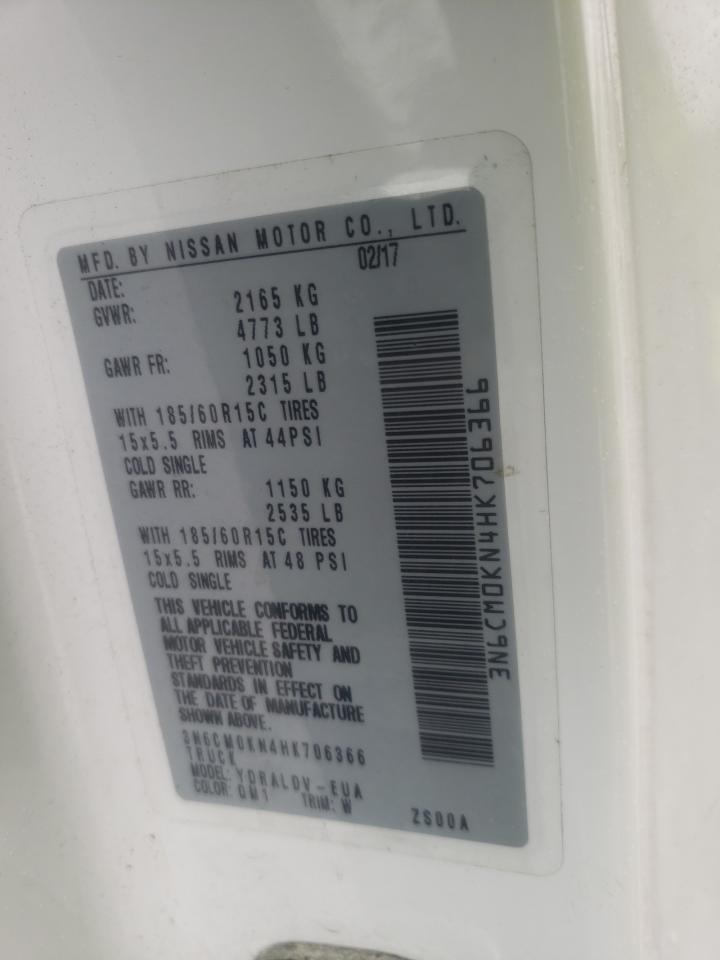 MFD. BY NISSAN MOTOR CO., LTD.
DATE: 02/17
GVWR: 2165 KG
4773 LB
GAWR FR: 1050 KG
2315 LB
WITH 185/60R15C TIRES
15x5.5 RIMS AT 44PSI
COLD SINGLE
GAWR RR: 1150 KG
2535 LB
WITH 185/60R15C TIRES
15x5.5 RIMS AT 48 PSI
COLD SINGLE
THIS VEHICLE CONFORMS TO
ALL APPLICABLE FEDERAL
MOTOR VEHICLE SAFETY AND
THEFT PREVENTION
STANDARDS IN EFFECT ON
THE DATE OF MANUFACTURE
SHOWN ABOVE.
3N6CM0KN4HK706366
TRUCK
MODEL: YDRALDV-EUA
COLOR: QM1 TRIM: W
ZS00A
3N6CM0KN4HK706366